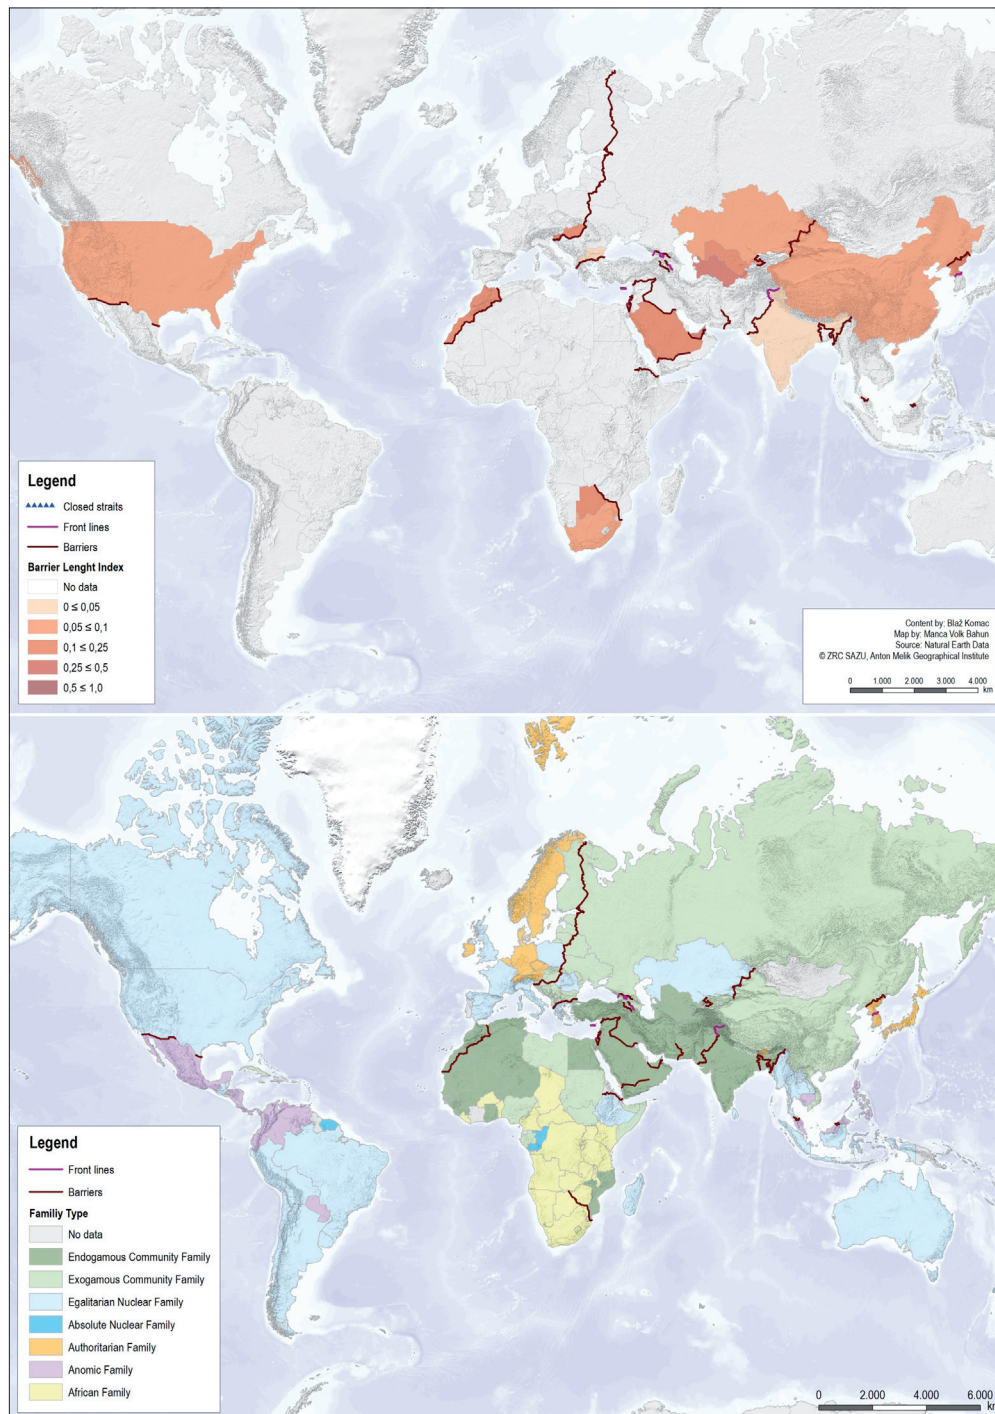 Legend
Closed straits
Front lines
Barriers
Barrier Lenght Index
No data
0 ≤ 0,05
0,05 ≤ 0,1
0,1 ≤ 0,25
0,25 ≤ 0,5
0,5 ≤ 1,0
Content by: Blaž Komac
Map by: Manca Volk Bahun
Source: Natural Earth Data
© ZRC SAZU, Anton Melik Geographical Institute
0 1.000 2.000 3.000 4.000
km
Legend
Front lines
Barriers
Familiy Type
No data
Endogamous Community Family
Exogamous Community Family
Egalitarian Nuclear Family
Absolute Nuclear Family
Authoritarian Family
Anomic Family
African Family
0 2.000 4.000 6.000
km